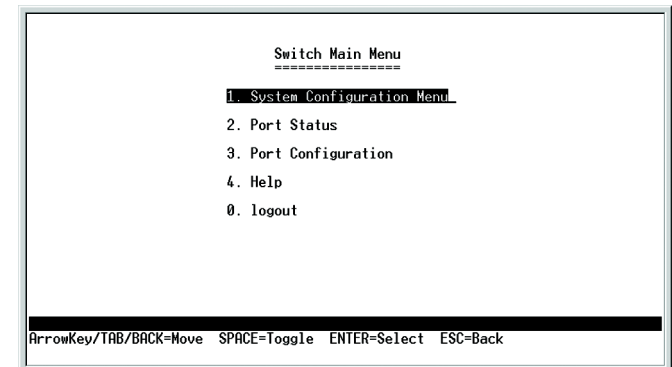 Switch Main Menu
================
1. System Configuration Menu_
2. Port Status
3. Port Configuration
4. Help
0. logout
ArrowKey/TAB/BACK=Move  SPACE=Toggle  ENTER=Select  ESC=Back